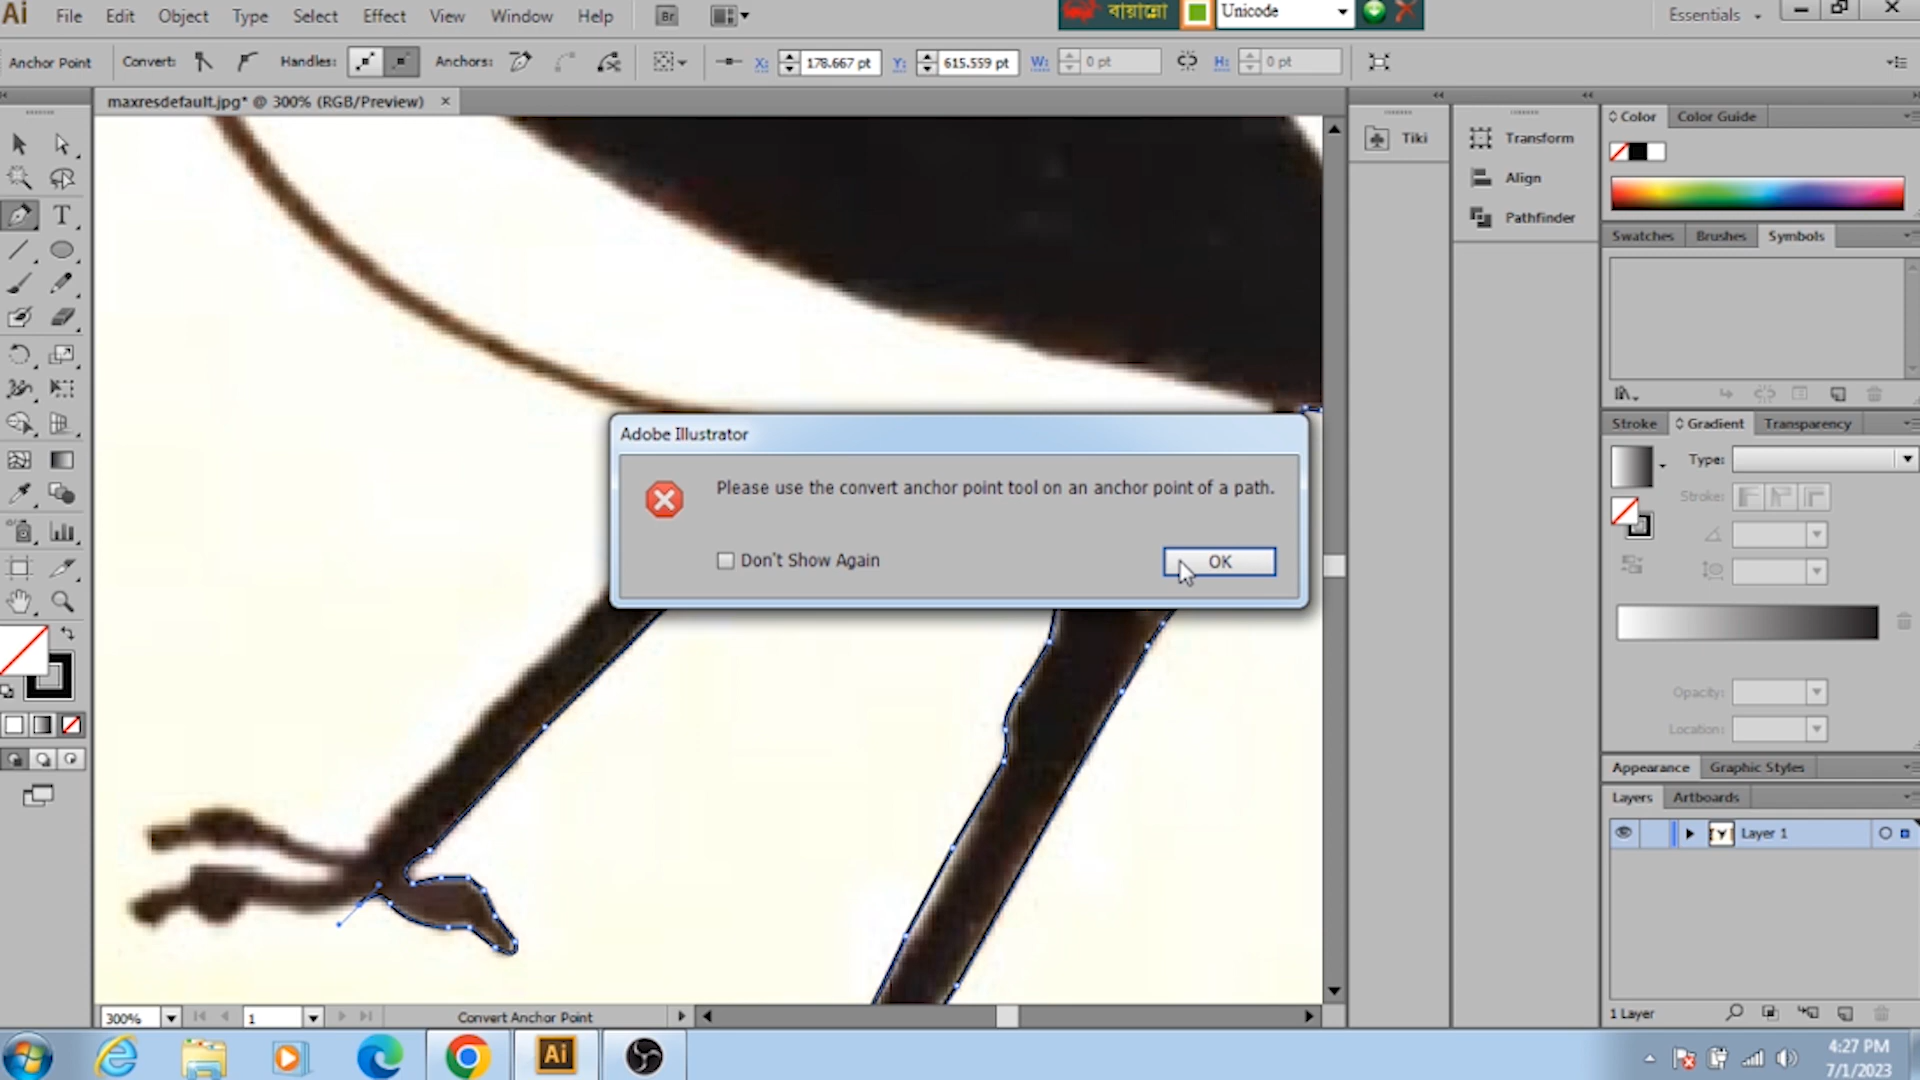 Ai File Edit Object Type Select Effect View Window Help Br বায়ান্নো Unicode Essentials
Anchor Point Convert: Handles: Anchors: X: 178.667 pt Y: 615.559 pt W: 0 pt H: 0 pt
maxresdefault.jpg* @ 300% (RGB/Preview) ×
Tiki
Transform
Align
Pathfinder
Color Color Guide
Swatches Brushes Symbols
Stroke Gradient Transparency
Type:
Stroke:
Opacity:
Location:
Adobe Illustrator
Please use the convert anchor point tool on an anchor point of a path.
Don't Show Again OK
Appearance Graphic Styles
Layers Artboards
Layer 1
1 Layer
300% 1 Convert Anchor Point
Ai 4:27 PM
7/1/2023